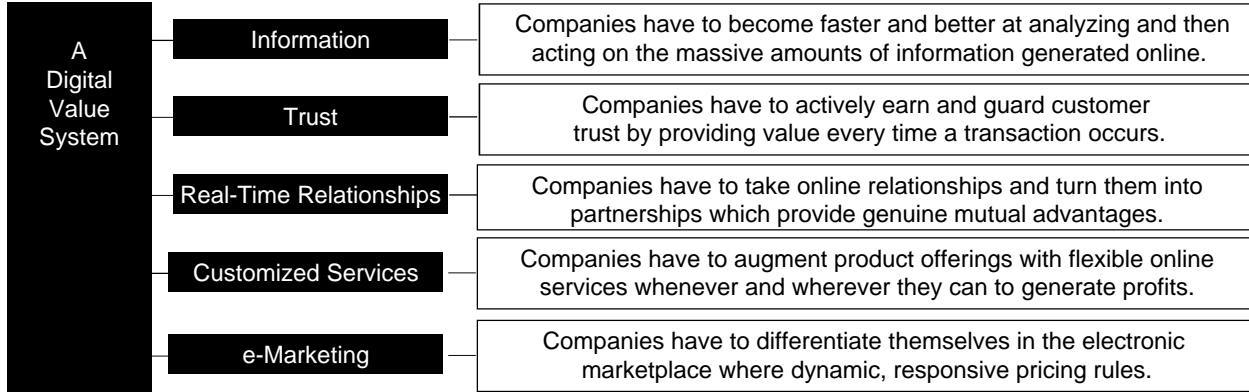 A
Digital
Value
System
Information
Companies have to become faster and better at analyzing and then
acting on the massive amounts of information generated online.
Trust
Companies have to actively earn and guard customer
trust by providing value every time a transaction occurs.
Real-Time Relationships
Companies have to take online relationships and turn them into
partnerships which provide genuine mutual advantages.
Customized Services
Companies have to augment product offerings with flexible online
services whenever and wherever they can to generate profits.
e-Marketing
Companies have to differentiate themselves in the electronic
marketplace where dynamic, responsive pricing rules.